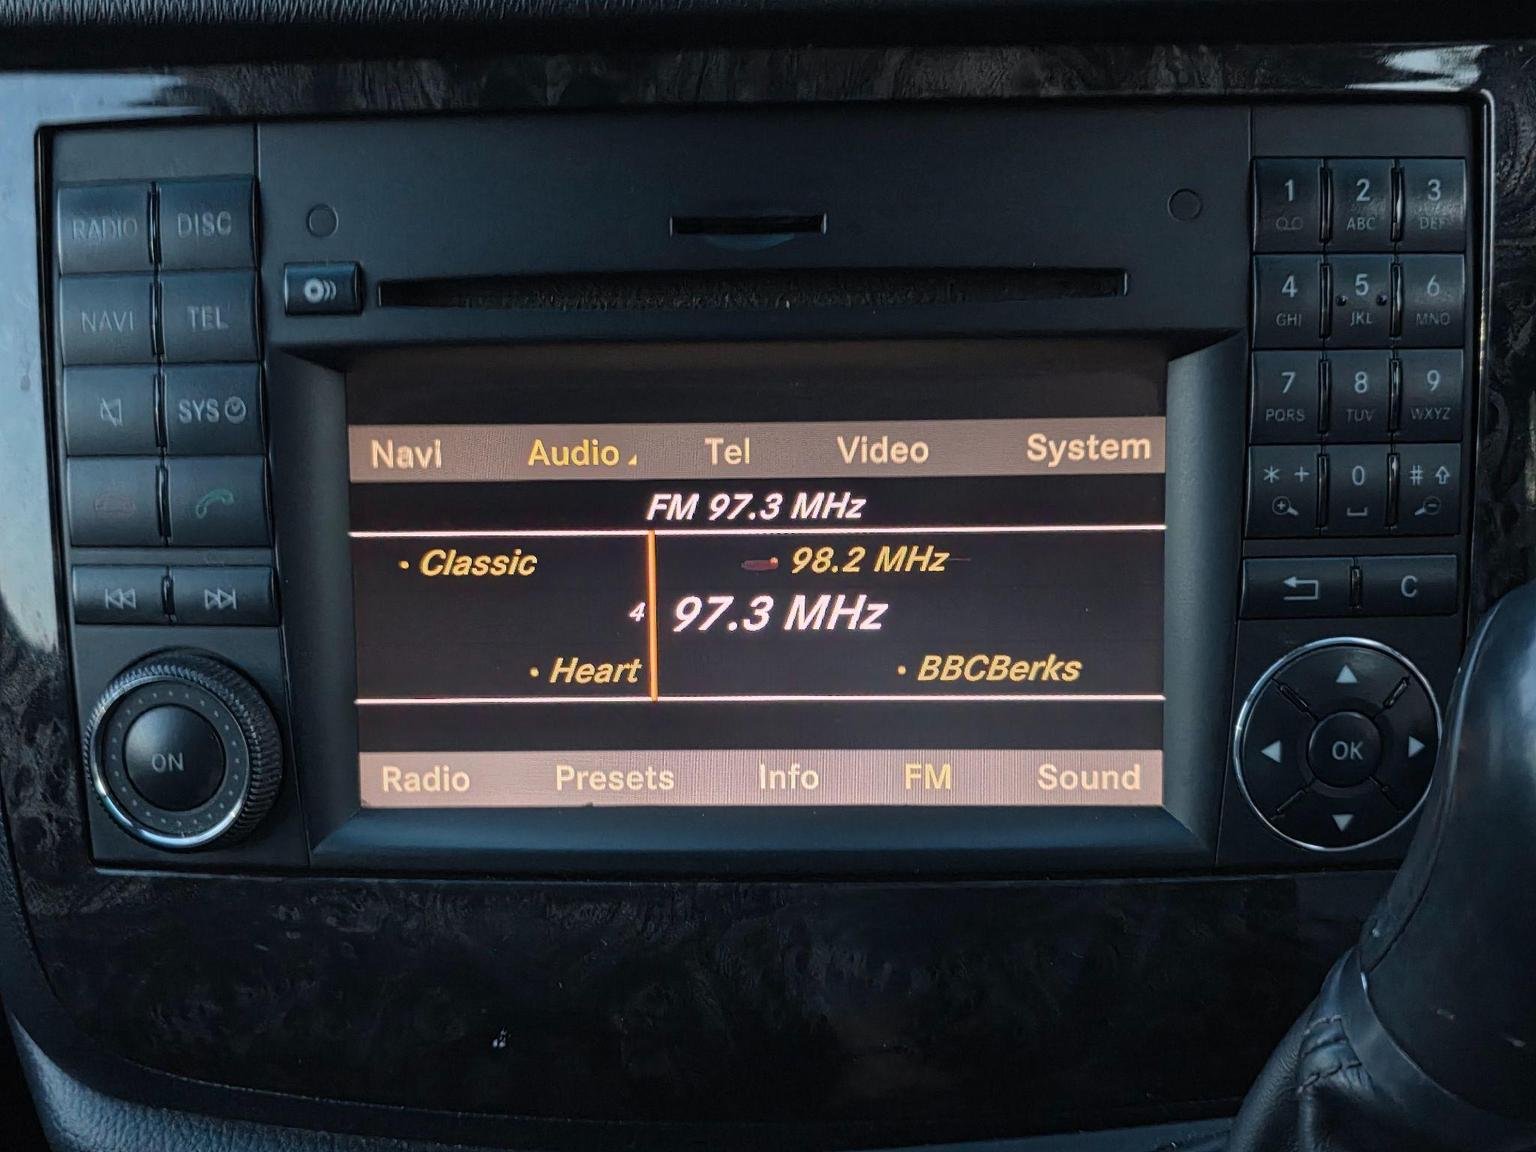 RADIO DISC
NAVI TEL
SYS
ON
Navi Audio Tel Video System
FM 97.3 MHz
• Classic 98.2 MHz
4 97.3 MHz
• Heart • BBCBerks
Radio Presets Info FM Sound
1 2 3
ABC DEF
4 5 6
GHI JKL MNO
7 8 9
PQRS TUV WXYZ
* + 0 #
C
OK